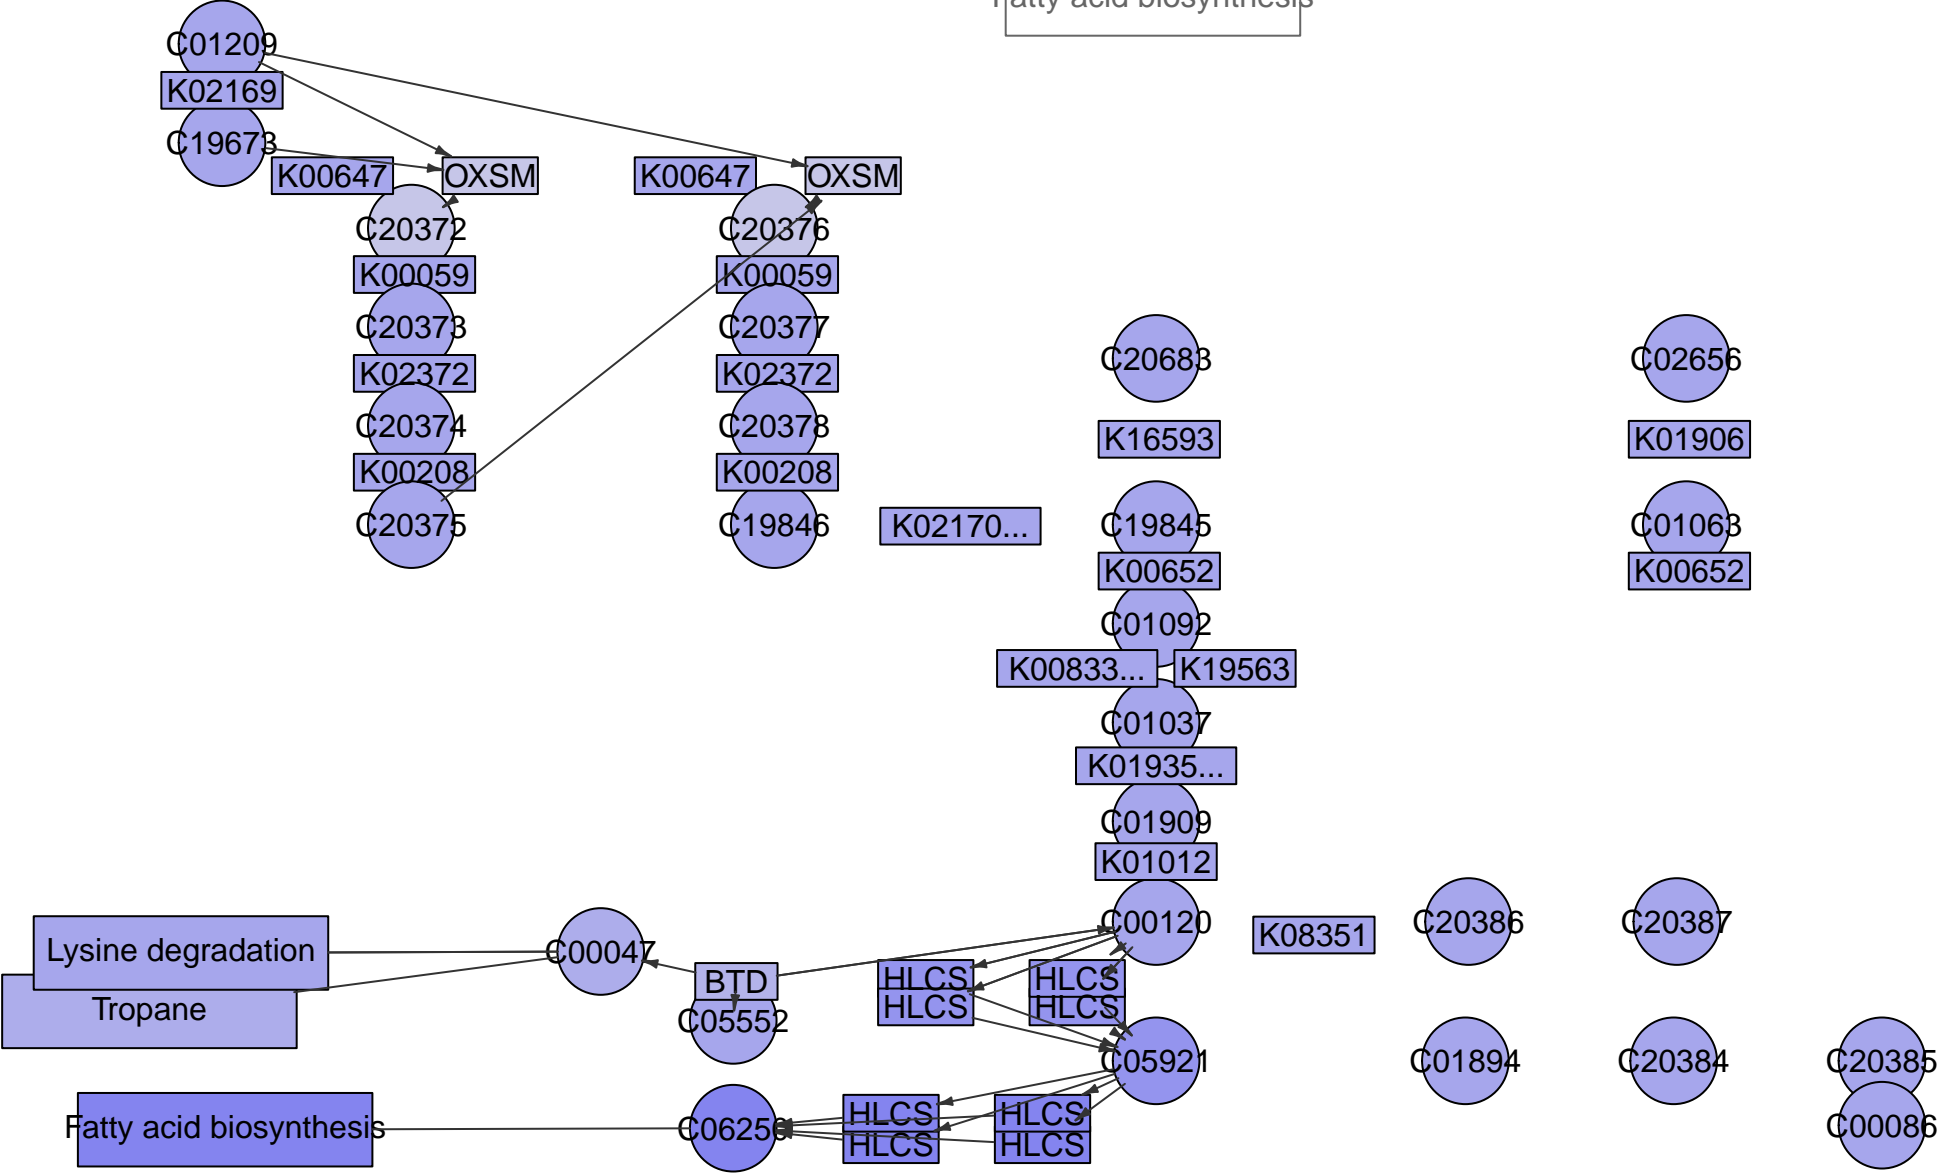 Fatty acid biosynthesis
C01209
K02169
C19673
K00647
OXSM
K00647
OXSM
C20372
C20376
K00059
K00059
C20373
C20377
C20683
C02656
K02372
K02372
C20374
C20378
K16593
K01906
K00208
K00208
C20375
C19846
K02170...
C19845
C01063
K00652
K00652
C01092
K00833...
K19563
C01037
K01935...
C01909
K01012
C00120
K08351
C20386
C20387
Lysine degradation
C00047
BTD
HLCS
HLCS
Tropane
HLCS
HLCS
C05552
C05921
C01894
C20384
C20385
Fatty acid biosynthesis
C06250
HLCS
HLCS
C00086
HLCS
HLCS